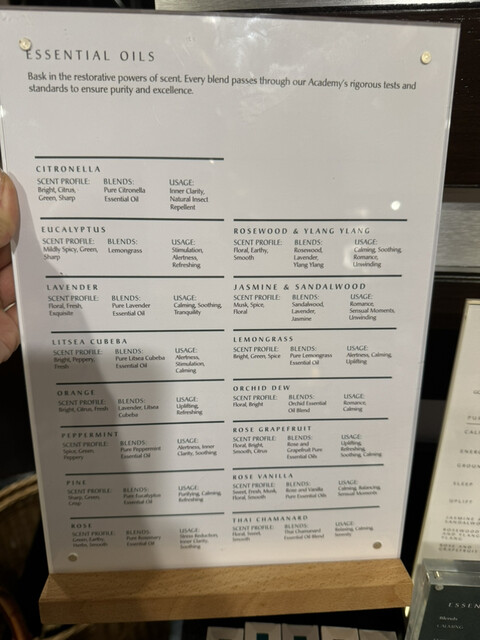 ESSENTIAL OILS
Bask in the restorative powers of scent. Every blend passes through our Academy's rigorous tests and
standards to ensure purity and excellence.
CITRONELLA
SCENT PROFILE: BLENDS: USAGE:
Bright, Citrus, Pure Citronella Inner Clarity,
Green, Sharp Essential Oil Natural Insect
Repellent
EUCALYPTUS
SCENT PROFILE: BLENDS: USAGE:
Mildly Spicy, Green, Lemongrass Stimulation,
Sharp Alertness,
Refreshing
LAVENDER
SCENT PROFILE: BLENDS: USAGE:
Floral, Fresh, Pure Lavender Calming, Soothing,
Exquisite Essential Oil Tranquility
LITSEA CUBEBA
SCENT PROFILE: BLENDS: USAGE:
Bright, Peppery, Pure Litsea Cubeba Alertness,
Fresh Essential Oil Stimulation,
Calming
ORANGE
SCENT PROFILE: BLENDS: USAGE:
Bright, Citrus, Fresh Lavender, Litsea Uplifting,
Cubeba Refreshing
PEPPERMINT
SCENT PROFILE: BLENDS: USAGE:
Spice, Green, Pure Peppermint Alertness, Inner
Peppery Essential Oil Clarity, Soothing
PINE
SCENT PROFILE: BLENDS: USAGE:
Sharp, Green, Pure Eucalyptus Purifying, Calming,
Crisp Essential Oil Refreshing
ROSE
SCENT PROFILE: BLENDS: USAGE:
Green, Earthy, Pure Rosemary Stress Reduction,
Herby, Smooth Essential Oil Inner Clarity,
Soothing
ROSEWOOD & YLANG YLANG
SCENT PROFILE: BLENDS: USAGE:
Floral, Earthy, Rosewood, Calming, Soothing,
Smooth Lavender, Romance,
Ylang Ylang Unwinding
JASMINE & SANDALWOOD
SCENT PROFILE: BLENDS: USAGE:
Musk, Spice, Sandalwood, Romance,
Floral Lavender, Sensual Moments,
Jasmine Unwinding
LEMONGRASS
SCENT PROFILE: BLENDS: USAGE:
Bright, Green, Spice Pure Lemongrass Alertness, Calming,
Essential Oil Uplifting
ORCHID DEW
SCENT PROFILE: BLENDS: USAGE:
Floral, Bright Orchid Essential Romance,
Oil Blend Calming
ROSE GRAPEFRUIT
SCENT PROFILE: BLENDS: USAGE:
Floral, Bright, Rose and Uplifting,
Smooth, Citrus Grapefruit Pure Refreshing,
Essential Oils Soothing, Calming
ROSE VANILLA
SCENT PROFILE: BLENDS: USAGE:
Sweet, Fresh, Musk, Rose and Vanilla Calming, Balancing,
Floral, Smooth Pure Essential Oils Sensual Moments
THAI CHAMANARD
SCENT PROFILE: BLENDS: USAGE:
Floral, Sweet, Thai Chamanard Relaxing, Calming,
Smooth Essential Oil Blend Serenity
SLEEP
UPLIFT
ESSEN